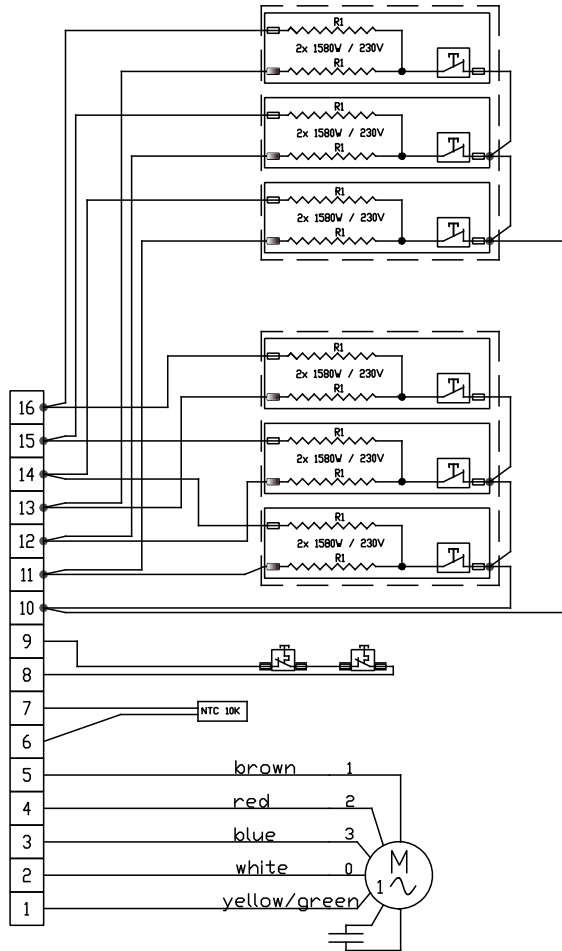 R1
2x 1580W / 230V
R1
R1
2x 1580W / 230V
R1
R1
2x 1580W / 230V
R1
R1
2x 1580W / 230V
R1
R1
2x 1580W / 230V
R1
R1
2x 1580W / 230V
R1
16
15
14
13
12
11
10
9
8
7 NTC 10K
6
5 brown 1
4 red 2
3 blue 3
2 white 0
1 yellow/green
M
1